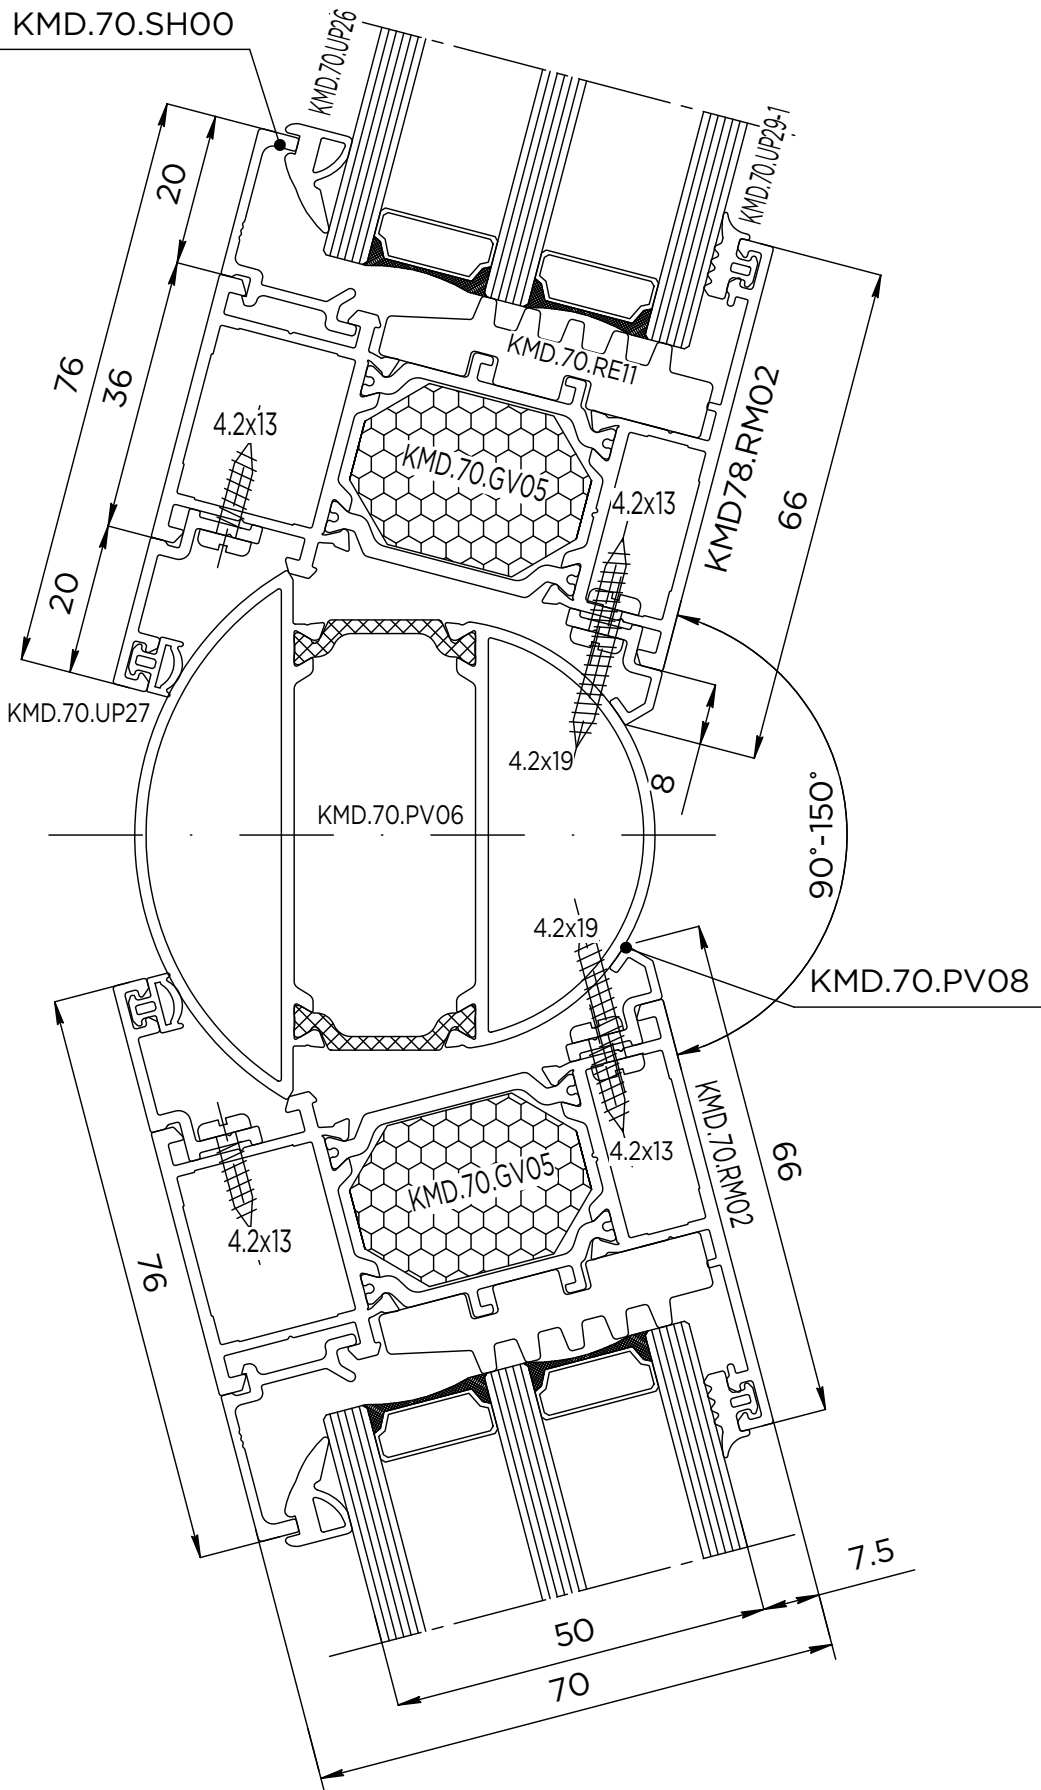 KMD.70.SH00
KMD.70.UP26
KMD.70.UP29-1
20
76
36
20
KMD.70.RE11
4.2x13
KMD.70.GV05
4.2x13
KMD78.RM02
66
KMD.70.UP27
4.2x19
8
KMD.70.PV06
90°-150°
4.2x19
KMD.70.PV08
KMD.70.RM02
4.2x13
66
KMD.70.GV05
4.2x13
76
7.5
50
70